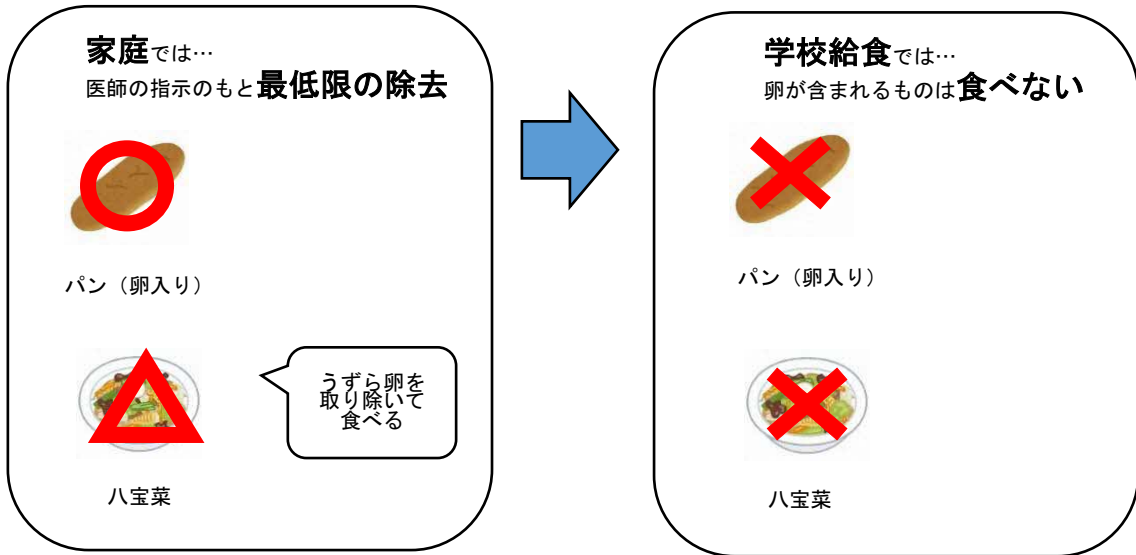 家庭では…
医師の指示のもと最低限の除去
パン（卵入り）
うずら卵を
取り除いて
食べる
八宝菜
学校給食では…
卵が含まれるものは食べない
パン（卵入り）
八宝菜